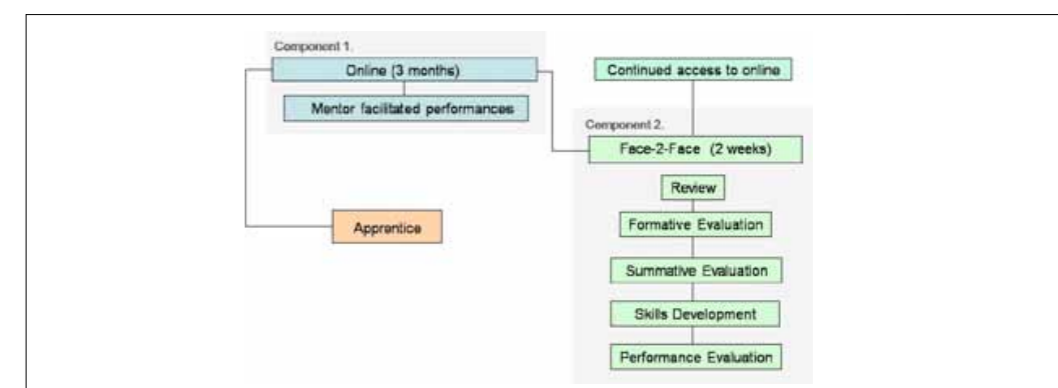 Component 1.
Online (3 months)
Mentor facilitated performances
Apprentice
Continued access to online
Component 2.
Face-2-Face (2 weeks)
Review
Formative Evaluation
Summative Evaluation
Skills Development
Performance Evaluation